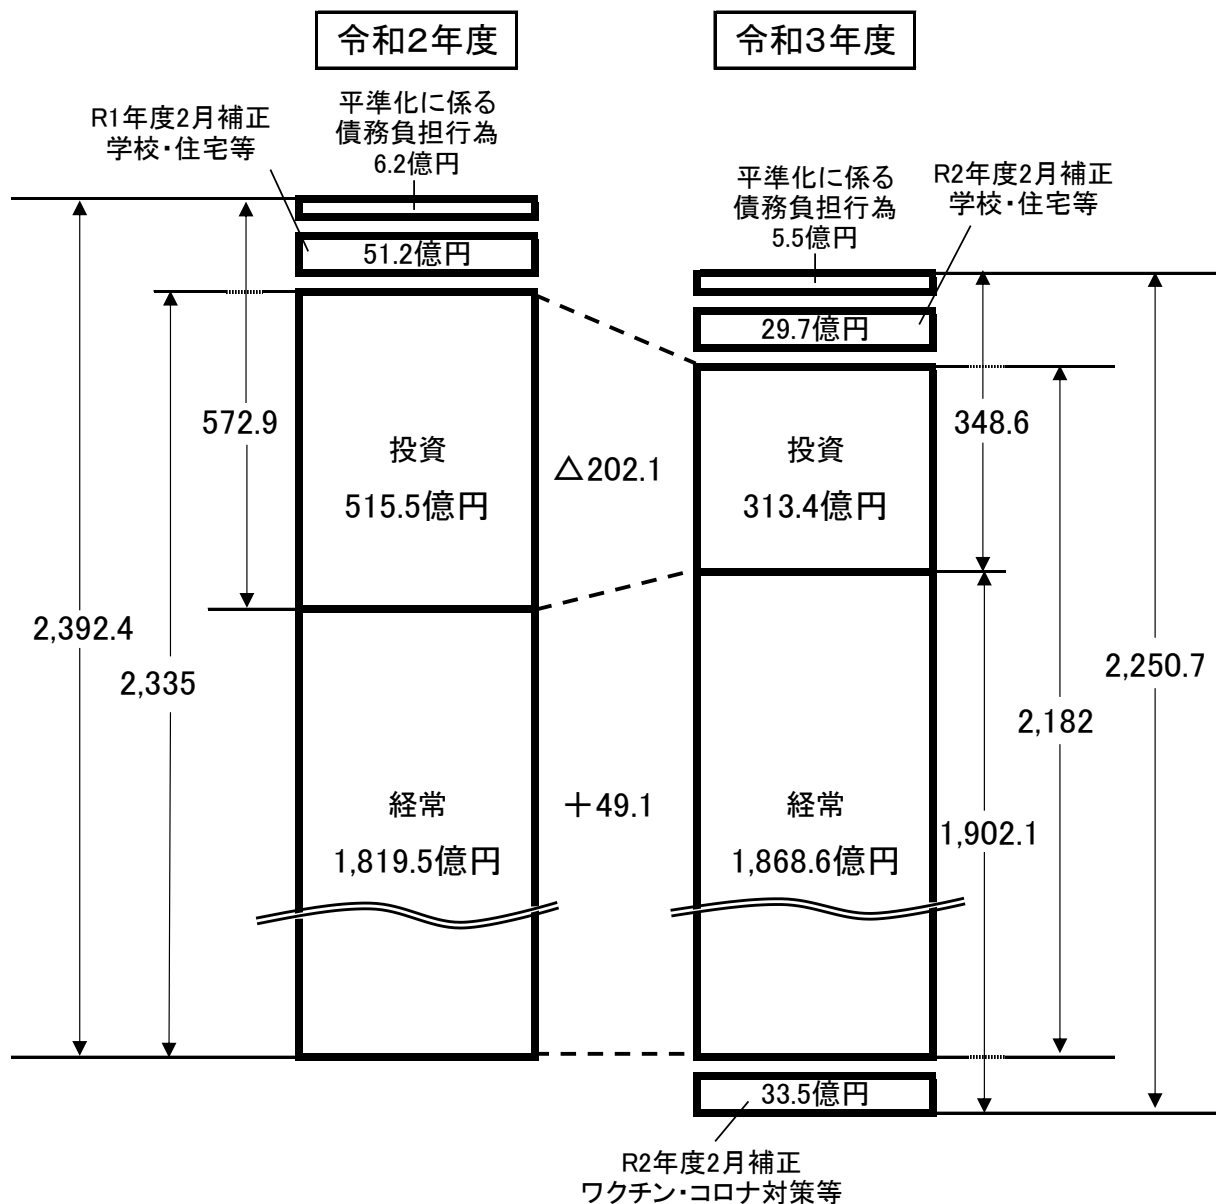 令和2年度
令和3年度
R1年度2月補正
学校・住宅等
平準化に係る
債務負担行為
6.2億円
平準化に係る
債務負担行為
5.5億円
R2年度2月補正
学校・住宅等
51.2億円
29.7億円
572.9
投資
515.5億円
△202.1
投資
313.4億円
348.6
2,392.4
2,335
2,250.7
2,182
経常
1,819.5億円
＋49.1
経常
1,868.6億円
1,902.1
33.5億円
R2年度2月補正
ワクチン・コロナ対策等